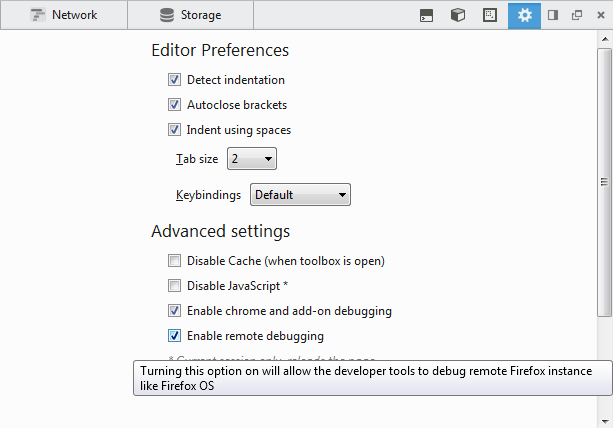 Network
Storage
Editor Preferences
Detect indentation
Autoclose brackets
Indent using spaces
Tab size 2
Keybindings Default
Advanced settings
Disable Cache (when toolbox is open)
Disable JavaScript *
Enable chrome and add-on debugging
Enable remote debugging
* Current session only, reloads the page
Turning this option on will allow the developer tools to debug remote Firefox instance
like Firefox OS